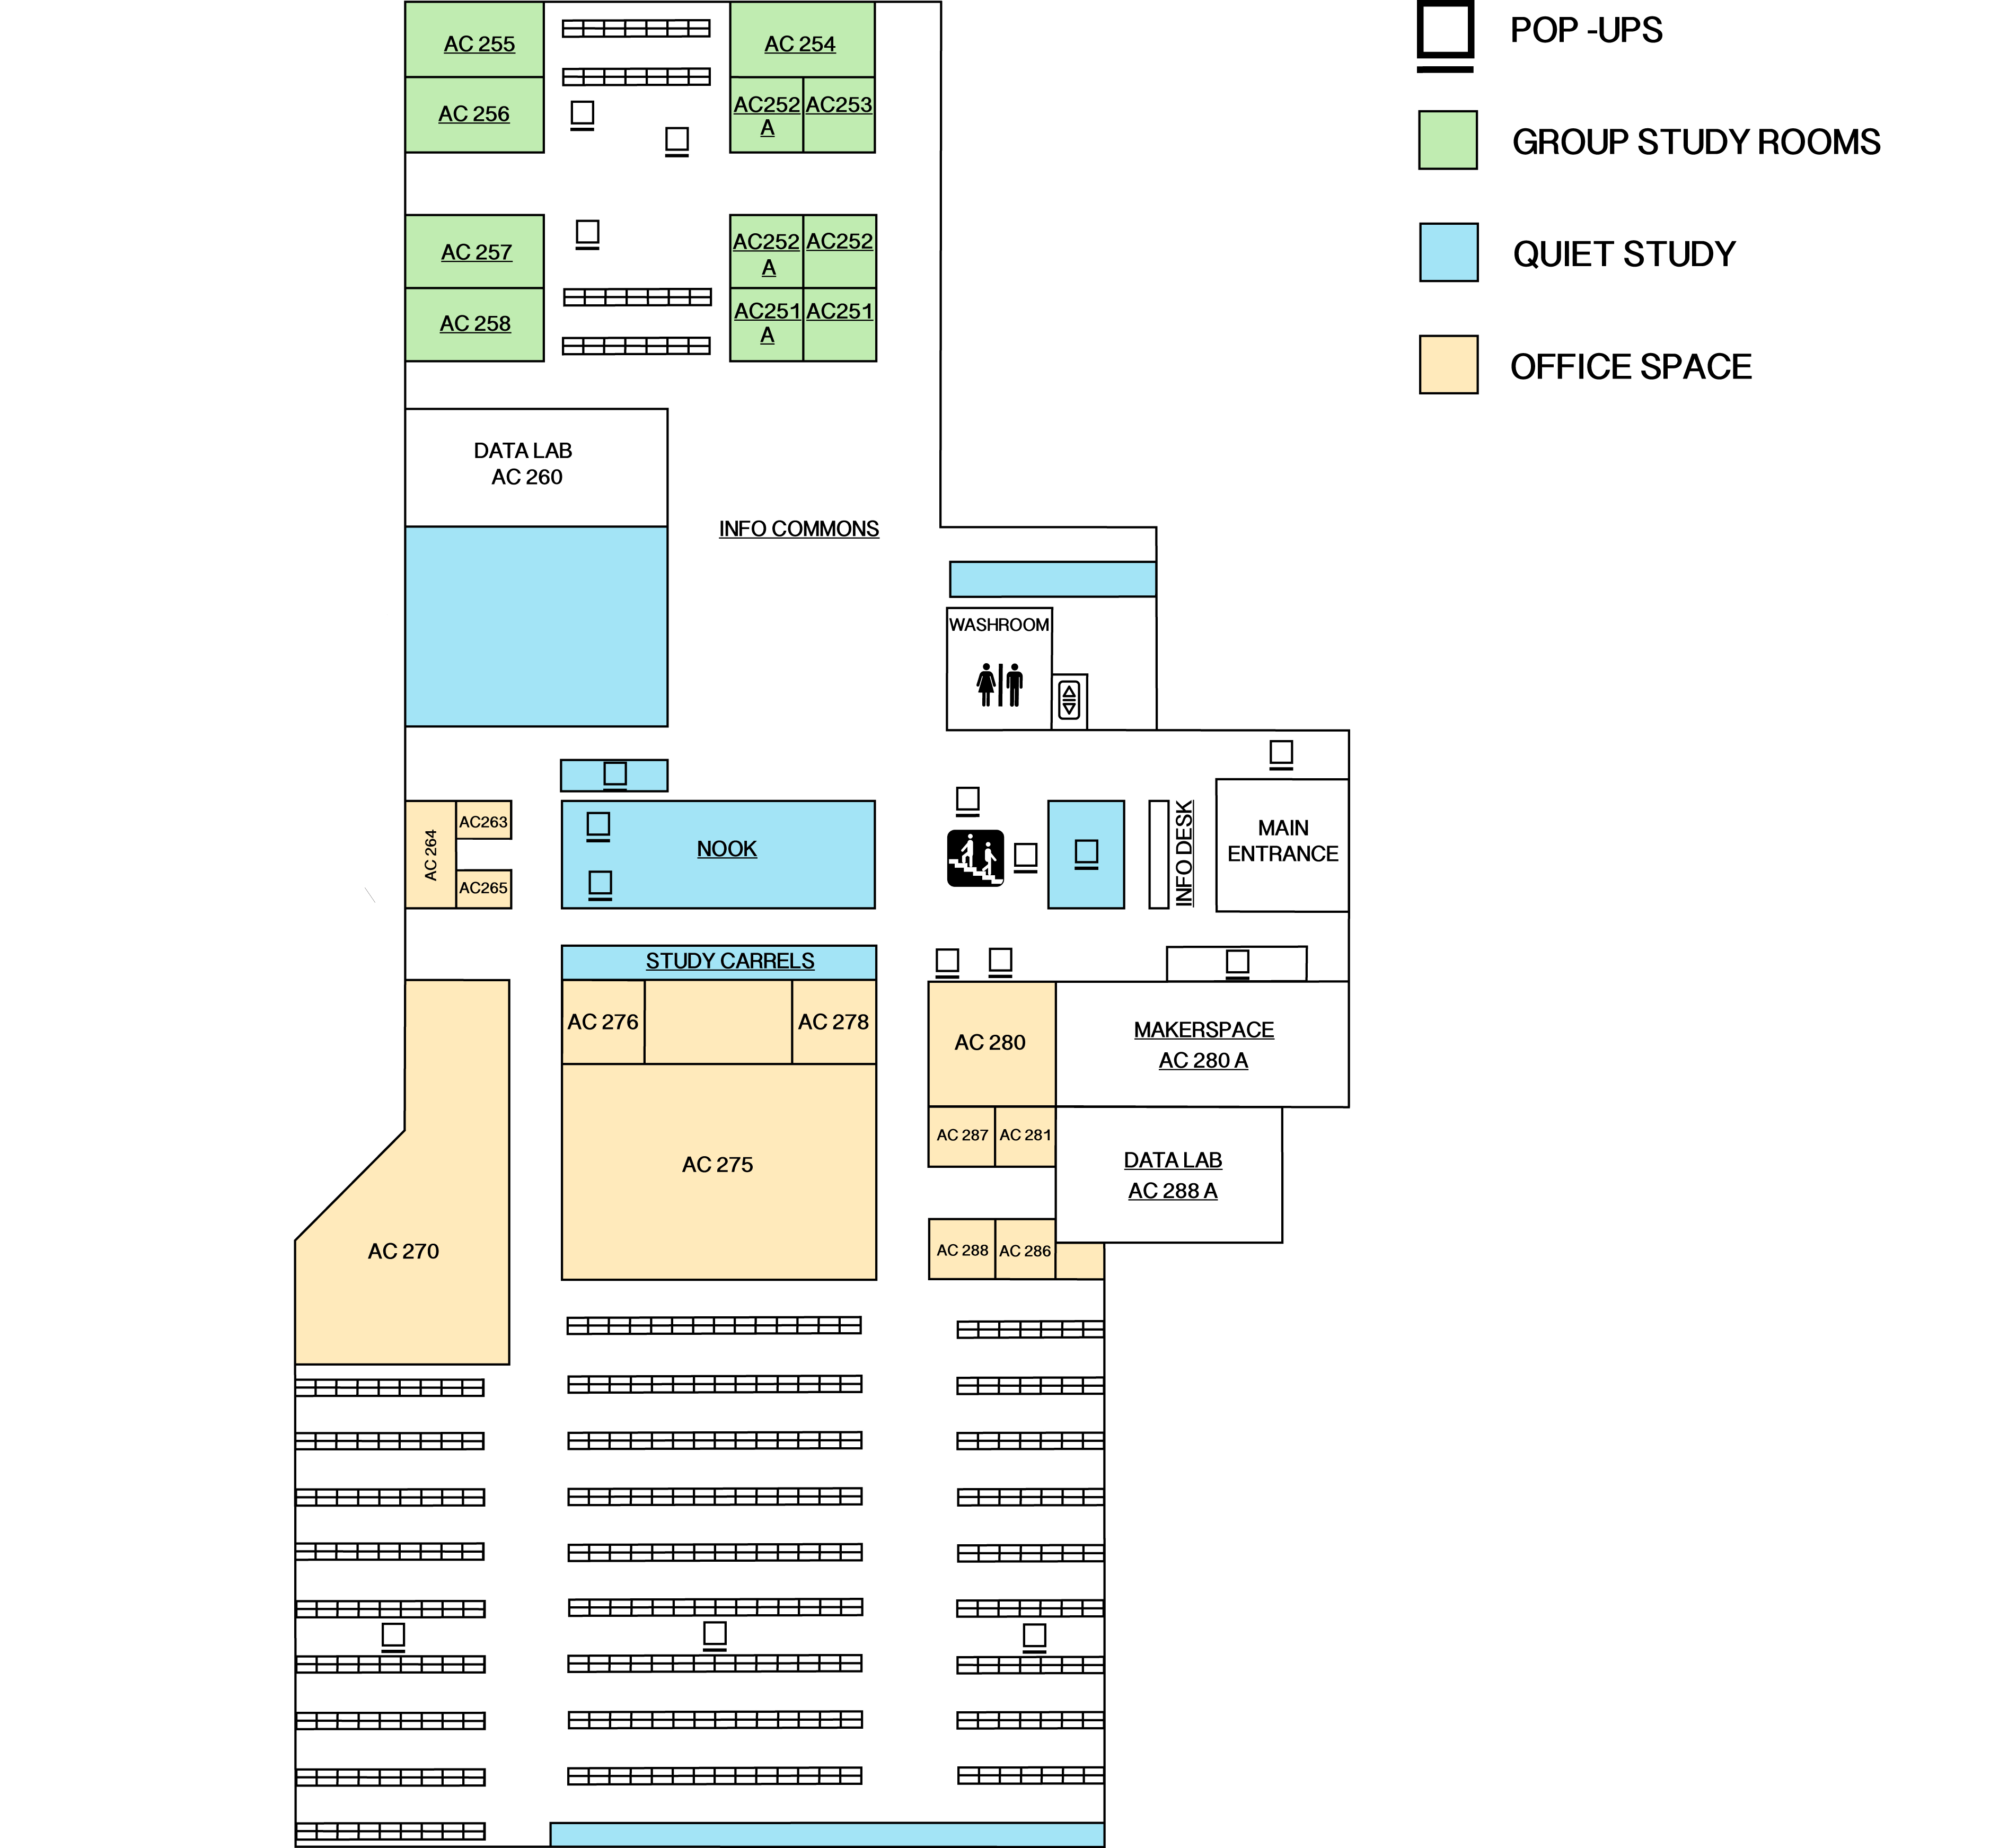 AC 255
AC 254
AC 256
AC252
A
AC253
AC 257
AC252
A
AC252
AC 258
AC251
A
AC251
DATA LAB
AC 260
INFO COMMONS
WASHROOM
AC 264
AC263
AC265
NOOK
INFO DESK
MAIN
ENTRANCE
STUDY CARRELS
AC 276
AC 278
AC 280
MAKERSPACE
AC 280 A
AC 275
AC 287
AC 281
DATA LAB
AC 288 A
AC 270
AC 288
AC 286
POP -UPS
GROUP STUDY ROOMS
QUIET STUDY
OFFICE SPACE